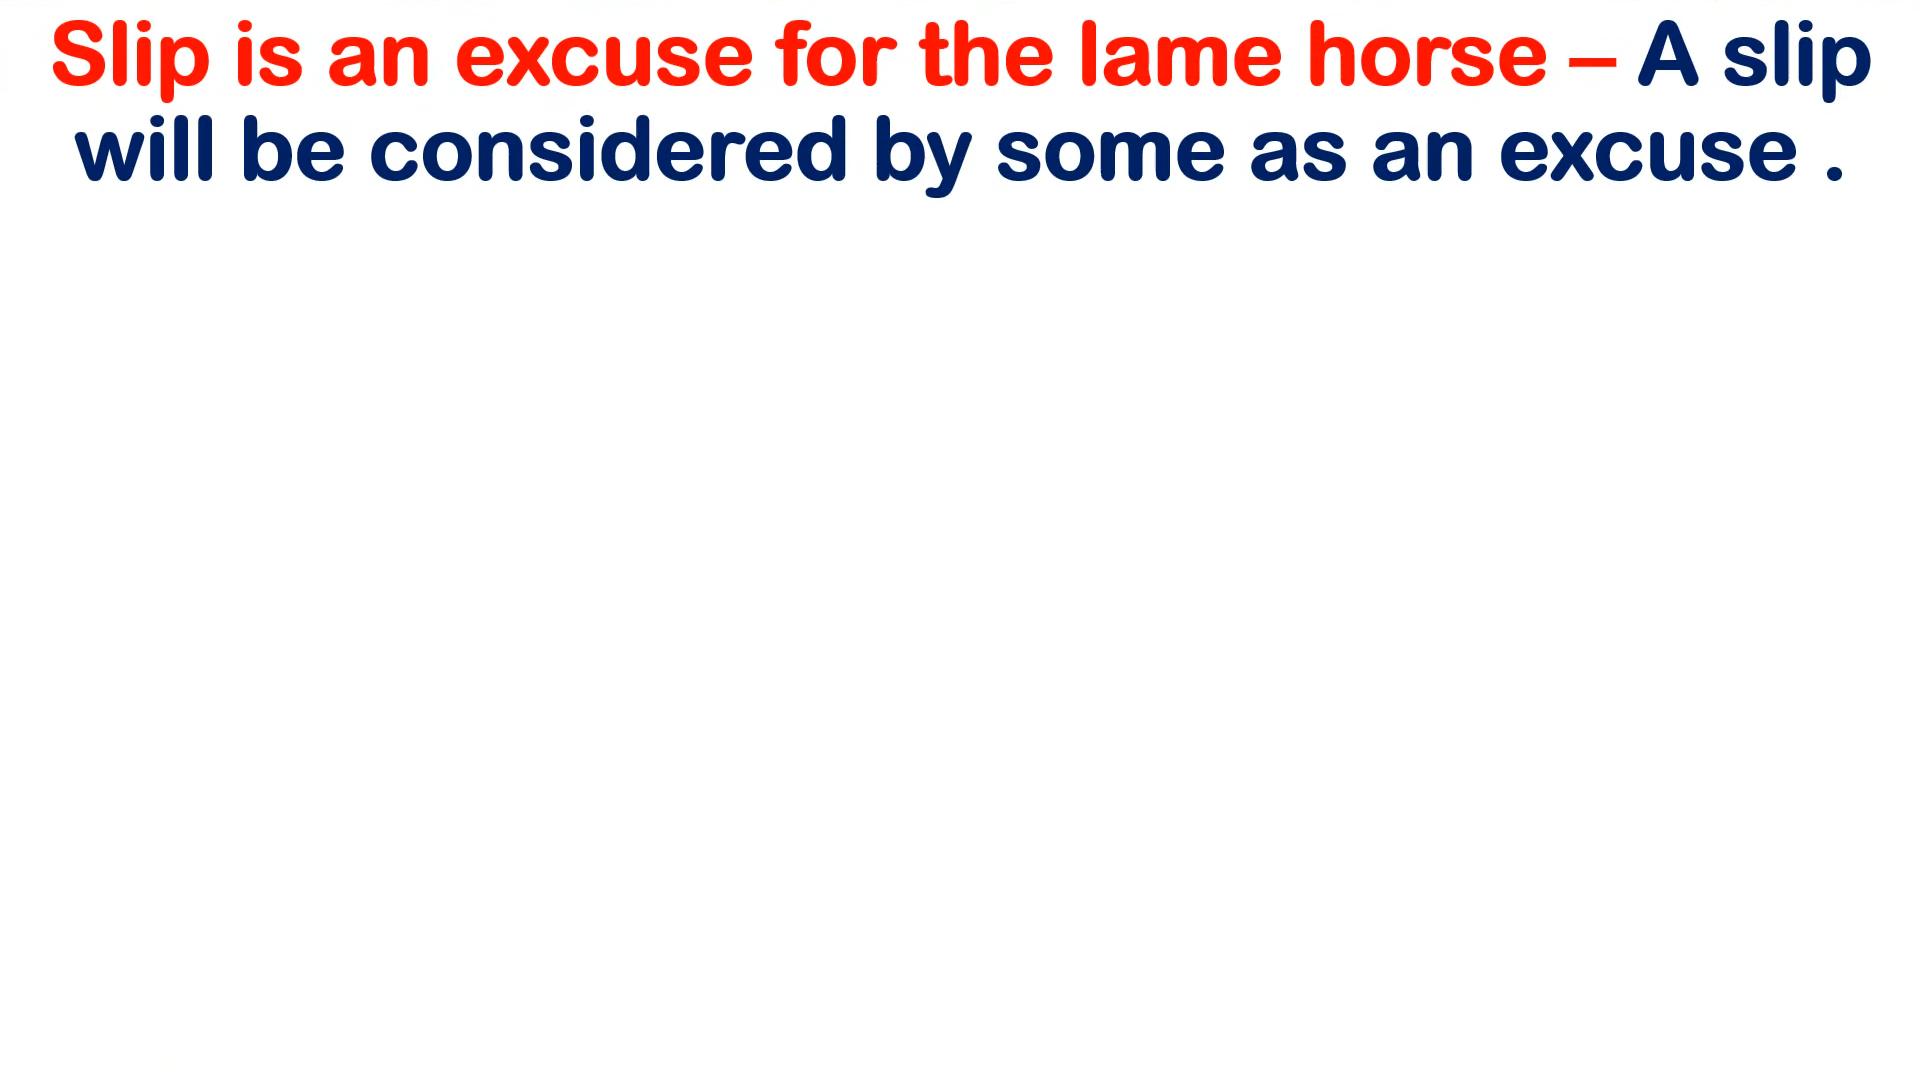 Slip is an excuse for the lame horse – A slip
will be considered by some as an excuse .